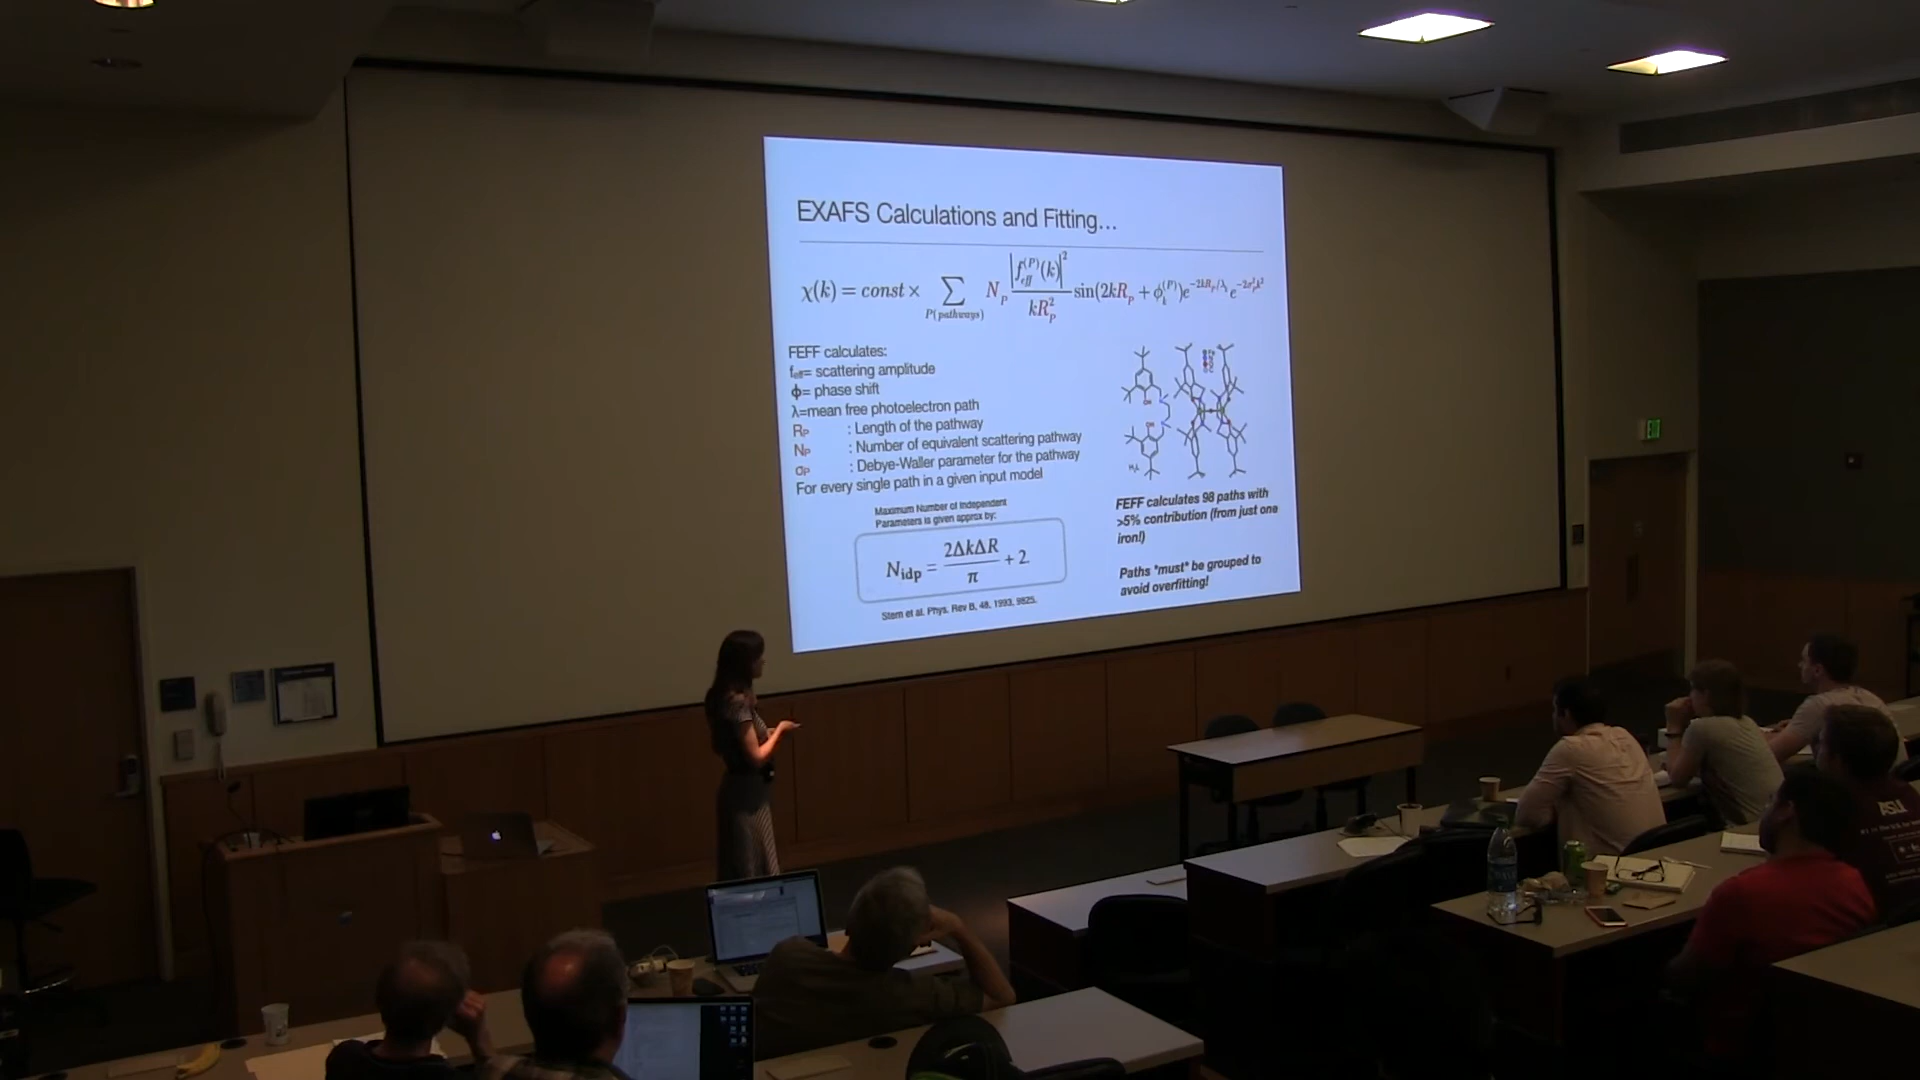 EXAFS Calculations and Fitting...
χ(k) = const × ∑ P(pathways) N_P |f_eff^(P)(k)|² / kR_P² sin(2kR_P + φ_k^(P)) e^(-2kR_P/λ_k) e^(-2σ_P²k²)
FEFF calculates:
f_eff= scattering amplitude
ϕ= phase shift
λ=mean free photoelectron path
R_P : Length of the pathway
N_P : Number of equivalent scattering pathway
σ_P : Debye-Waller parameter for the pathway
For every single path in a given input model
Maximum Number of Independent
Parameters is given approx by:
N_idp = 2ΔkΔR / π + 2.
Stern et al. Phys. Rev B, 48, 1993, 9825.
FEFF calculates 98 paths with
>5% contribution (from just one
iron!)
Paths *must* be grouped to
avoid overfitting!
ASU